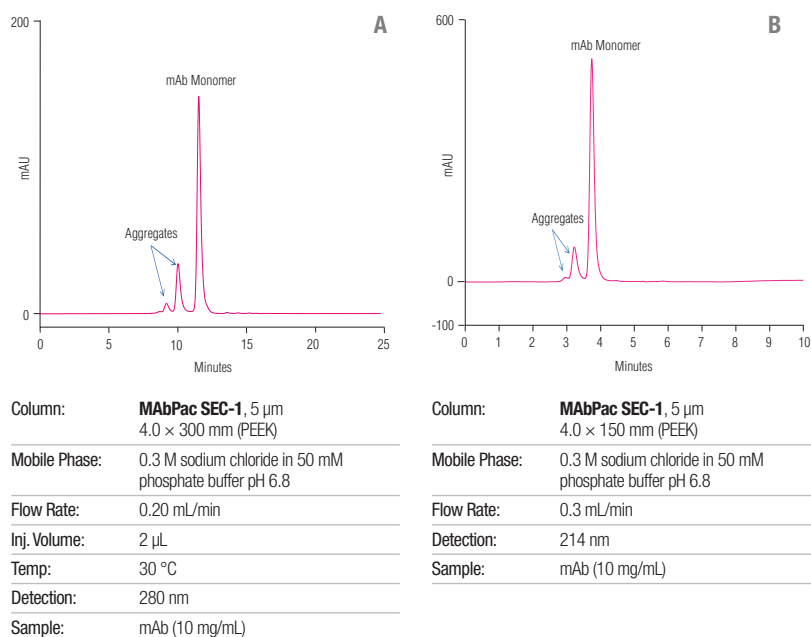 A
200
mAU
0
mAb Monomer
Aggregates
0 5 10 15 20 25
Minutes
B
600
mAU
0
-100
mAb Monomer
Aggregates
0 1 2 3 4 5 6 7 8 9 10
Minutes
Column: MAbPac SEC-1, 5 µm
4.0 × 300 mm (PEEK)
Mobile Phase: 0.3 M sodium chloride in 50 mM
phosphate buffer pH 6.8
Flow Rate: 0.20 mL/min
Inj. Volume: 2 µL
Temp: 30 °C
Detection: 280 nm
Sample: mAb (10 mg/mL)
Column: MAbPac SEC-1, 5 µm
4.0 × 150 mm (PEEK)
Mobile Phase: 0.3 M sodium chloride in 50 mM
phosphate buffer pH 6.8
Flow Rate: 0.3 mL/min
Detection: 214 nm
Sample: mAb (10 mg/mL)